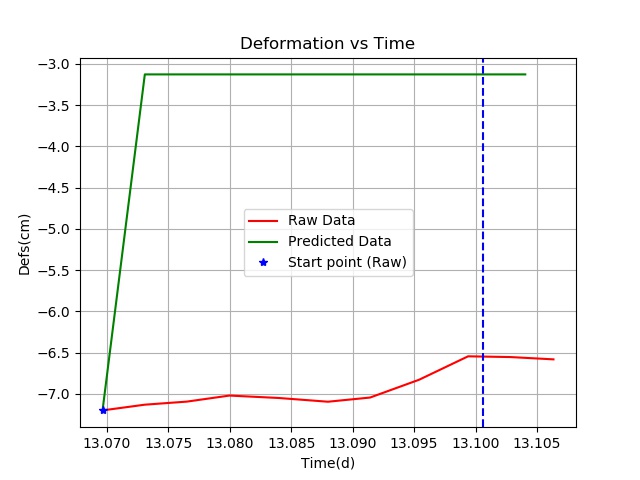 Deformation vs Time
−3.0
−3.5
−4.0
−4.5
−5.0
−5.5
−6.0
−6.5
−7.0
Defs(cm)
Raw Data
Predicted Data
Start point (Raw)
13.070 13.075 13.080 13.085 13.090 13.095 13.100 13.105
Time(d)